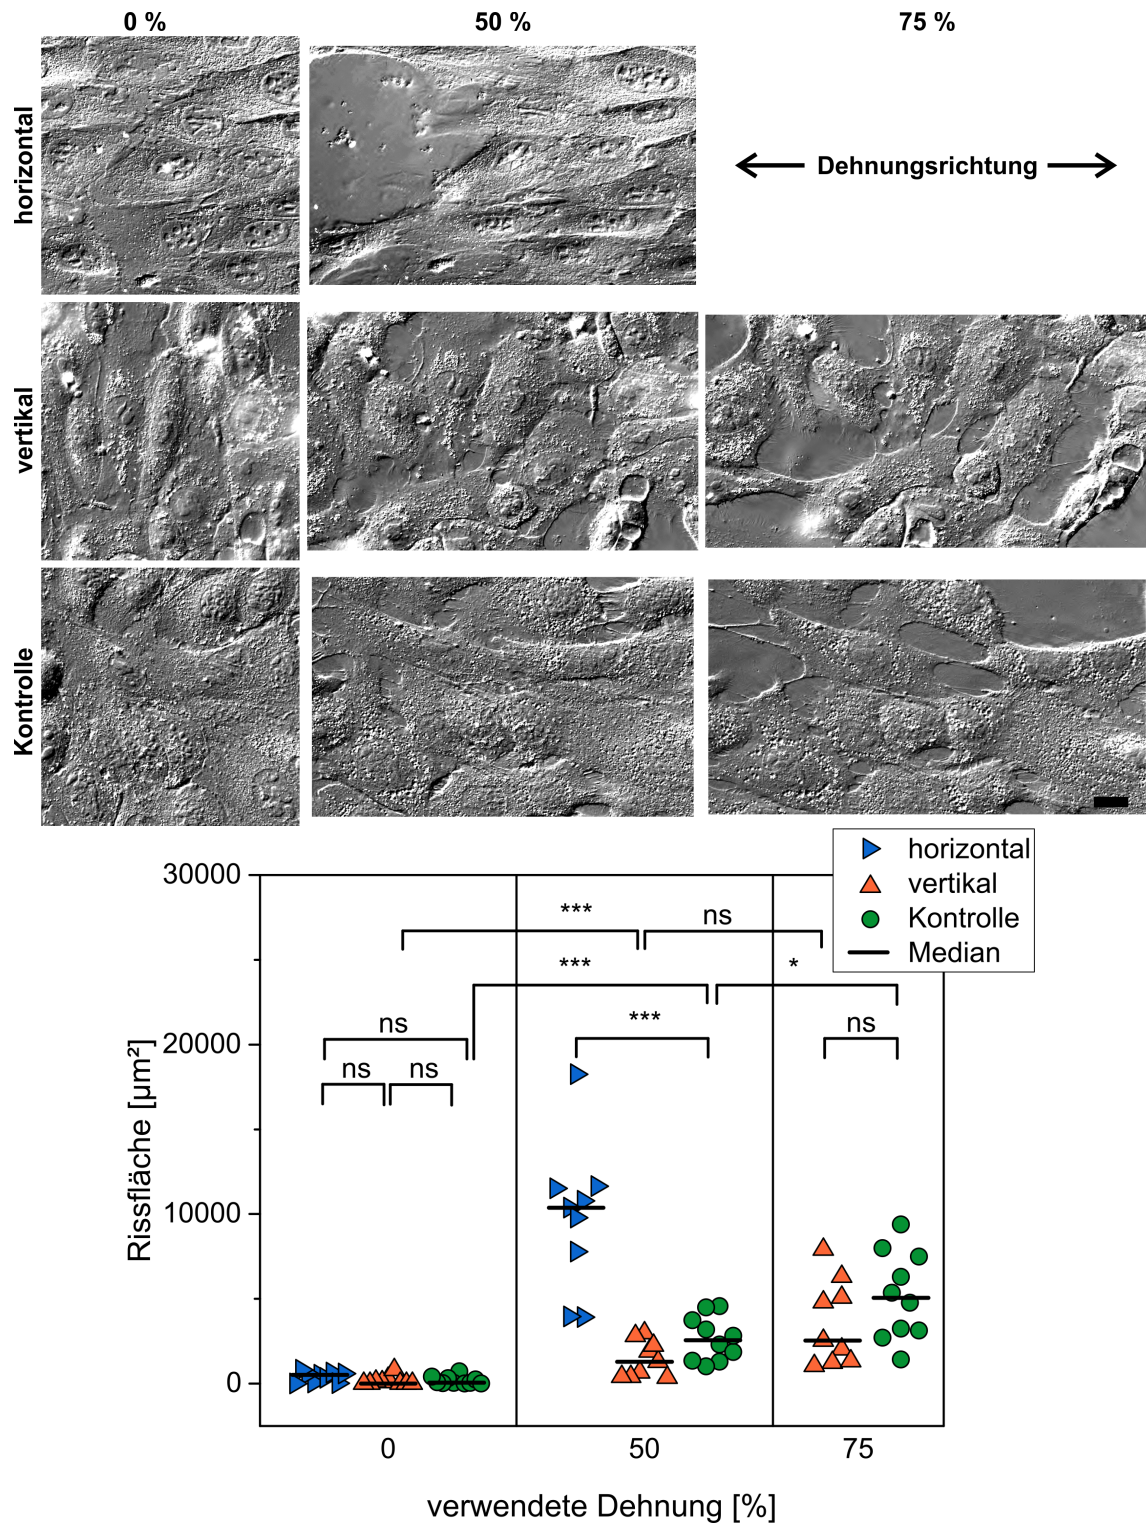 0 %
50 %
75 %
horizontal
Dehnungsrichtung
vertikal
Kontrolle
horizontal
vertikal
Kontrolle
Median
30000
20000
10000
0
Rissfläche [µm²]
***
ns
***
*
ns
***
ns
ns
ns
0
50
75
verwendete Dehnung [%]